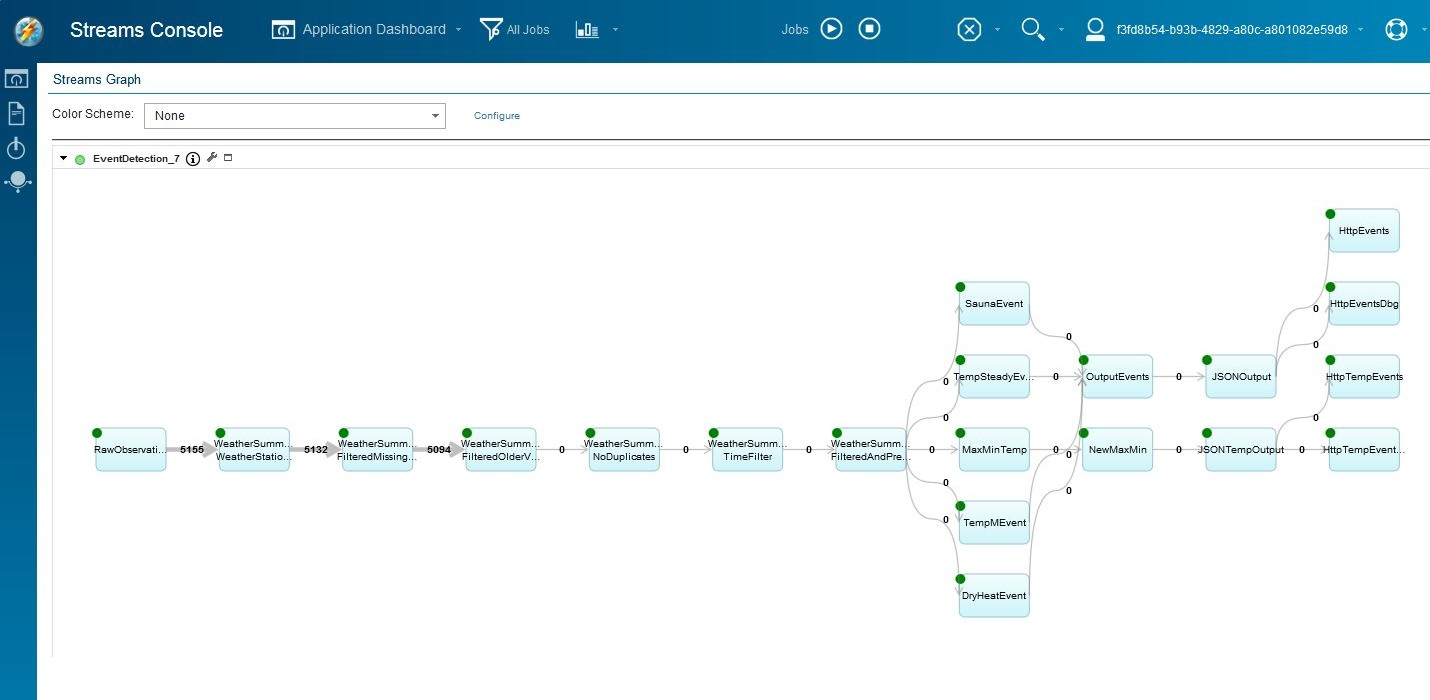 Streams Console
Application Dashboard
All Jobs
Jobs
f3fd8b54-b93b-4829-a80c-a801082e59d8
Streams Graph
Color Scheme:
None
Configure
EventDetection_7
HttpEvents
SaunaEvent
0
HttpEventsDbg
0
0
TempSteadyEv...
0
OutputEvents
0
JSONOutput
HttpTempEvents
0
0
0
RawObservati...
5155
WeatherSumm...
WeatherStatio...
5132
WeatherSumm...
FilteredMissing...
5094
WeatherSumm...
FilteredOlderV...
0
WeatherSumm...
NoDuplicates
0
WeatherSumm...
TimeFilter
0
WeatherSumm...
FilteredAndPre...
0
MaxMinTemp
0
0
NewMaxMin
0
JSONTempOutput
0
HttpTempEvent...
0
0
0
TempMEvent
DryHeatEvent